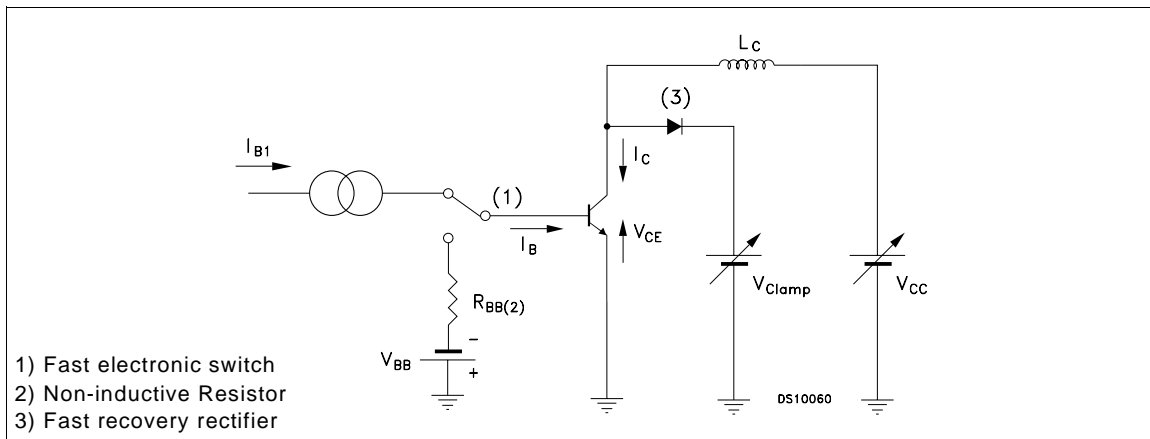 L_C
(3)
I_B1
I_C
(1)
I_B
V_CE
V_Clamp
V_CC
R_BB(2)
-
V_BB
+
1) Fast electronic switch
2) Non-inductive Resistor
3) Fast recovery rectifier
DS10060